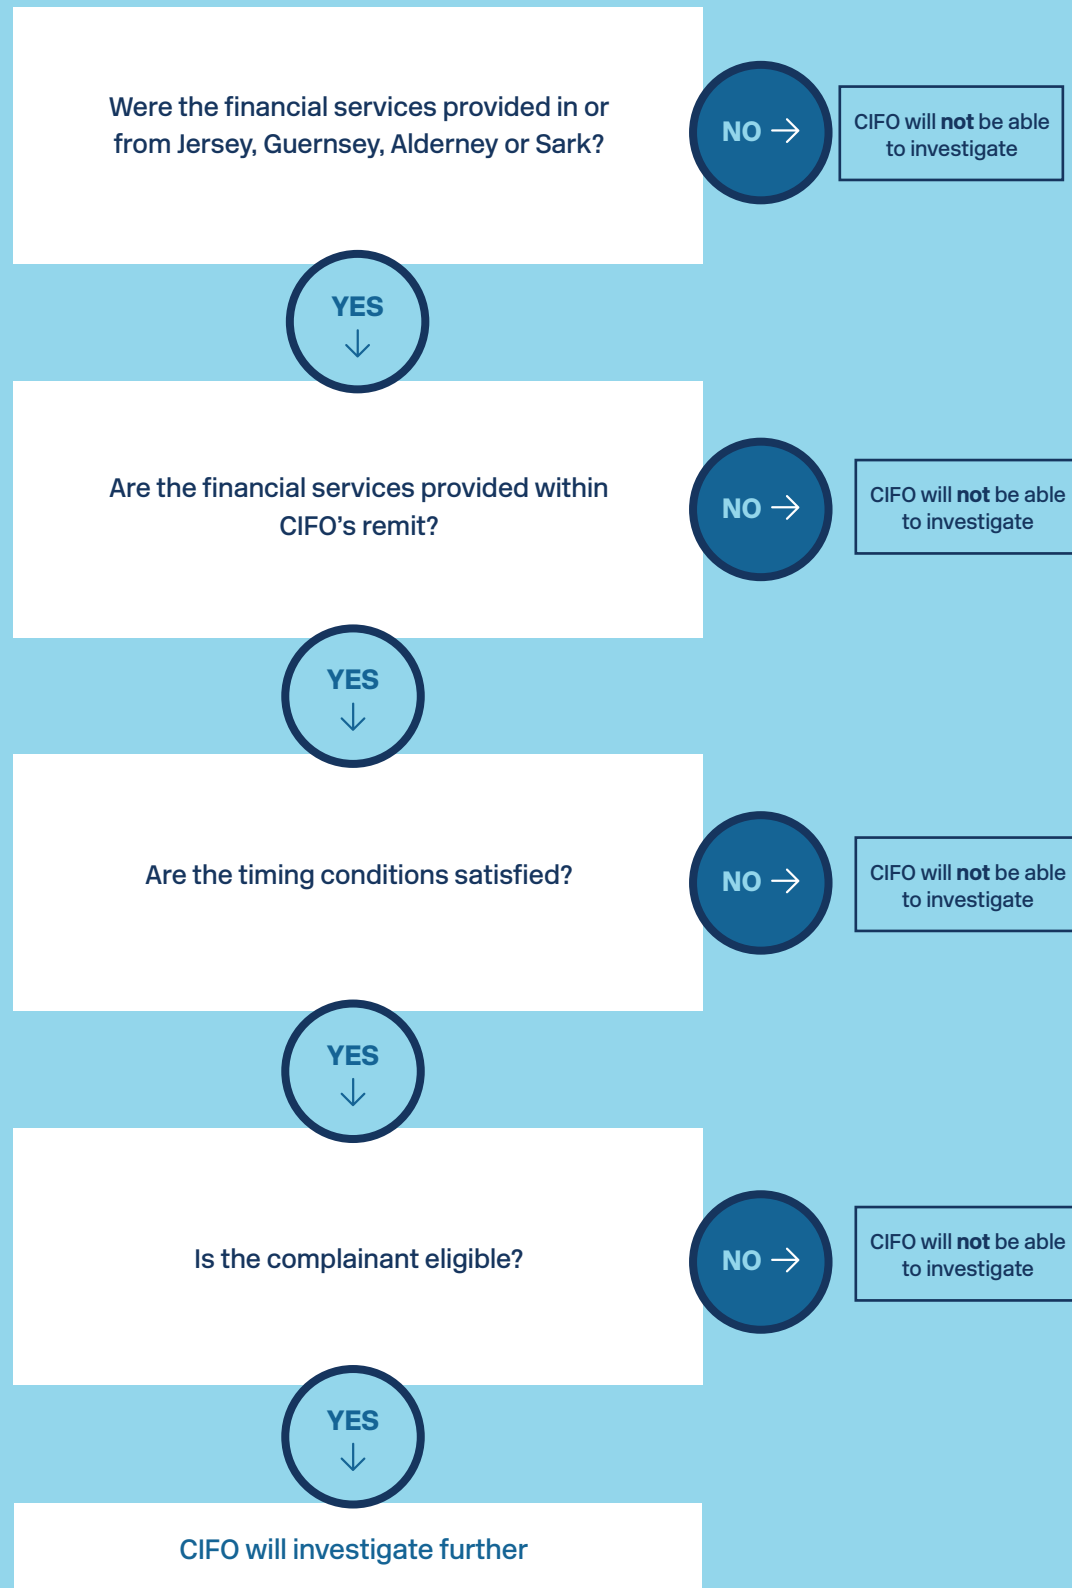 Were the financial services provided in or
from Jersey, Guernsey, Alderney or Sark?
NO →
CIFO will not be able
to investigate
YES
↓
Are the financial services provided within
CIFO’s remit?
NO →
CIFO will not be able
to investigate
YES
↓
Are the timing conditions satisfied?
NO →
CIFO will not be able
to investigate
YES
↓
Is the complainant eligible?
NO →
CIFO will not be able
to investigate
YES
↓
CIFO will investigate further